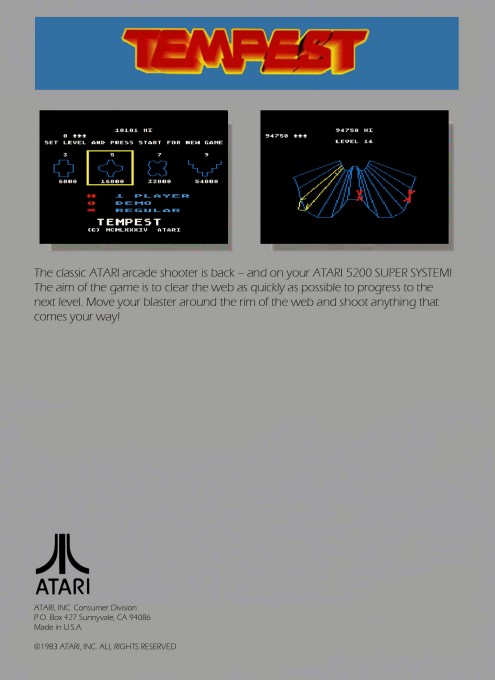 TEMPEST
10101 HI
0 ♠♠♠
SET LEVEL AND PRESS START FOR NEW GAME
3 5 7 9
6000 16000 32000 54000
1 PLAYER
DEMO
REGULAR
TEMPEST
(C) MCMLXXXIV ATARI
94750 HI
94750 ♠♠♠
LEVEL 14
The classic ATARI arcade shooter is back – and on your ATARI 5200 SUPER SYSTEM!
The aim of the game is to clear the web as quickly as possible to progress to the
next level. Move your blaster around the rim of the web and shoot anything that
comes your way!
ATARI
ATARI, INC. Consumer Division
P.O. Box 427 Sunnyvale, CA 94086
Made in U.S.A.
©1983 ATARI, INC. ALL RIGHTS RESERVED